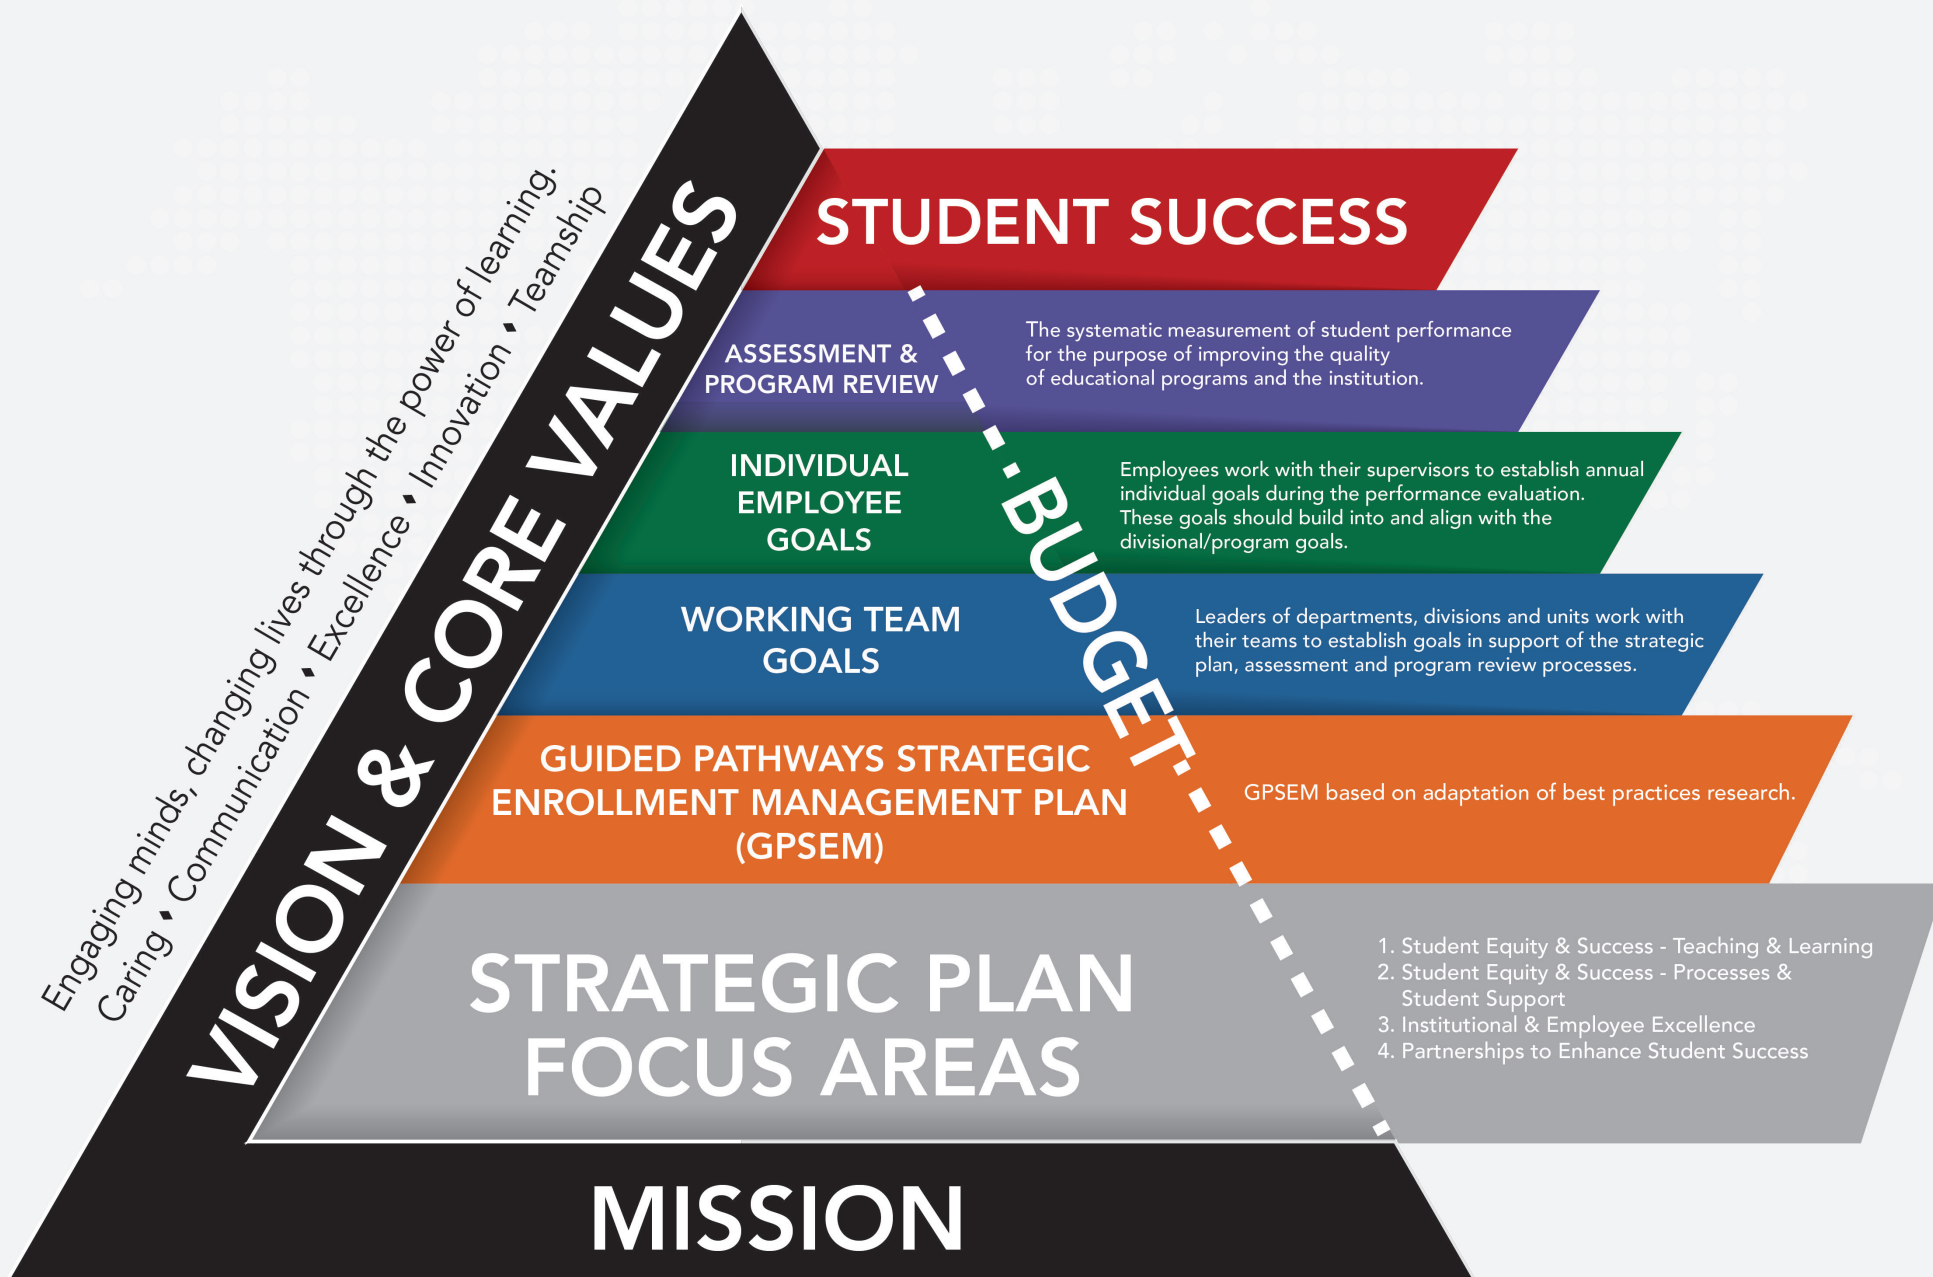 Engaging minds, changing lives through the power of learning.
Caring ♦ Communication ♦ Excellence ♦ Innovation ♦ Teamship
VISION & CORE VALUES
STUDENT SUCCESS
ASSESSMENT &
PROGRAM REVIEW
The systematic measurement of student performance
for the purpose of improving the quality
of educational programs and the institution.
INDIVIDUAL
EMPLOYEE
GOALS
Employees work with their supervisors to establish annual
individual goals during the performance evaluation.
These goals should build into and align with the
divisional/program goals.
BUDGET
WORKING TEAM
GOALS
Leaders of departments, divisions and units work with
their teams to establish goals in support of the strategic
plan, assessment and program review processes.
GUIDED PATHWAYS STRATEGIC
ENROLLMENT MANAGEMENT PLAN
(GPSEM)
GPSEM based on adaptation of best practices research.
STRATEGIC PLAN
FOCUS AREAS
1. Student Equity & Success - Teaching & Learning
2. Student Equity & Success - Processes &
Student Support
3. Institutional & Employee Excellence
4. Partnerships to Enhance Student Success
MISSION